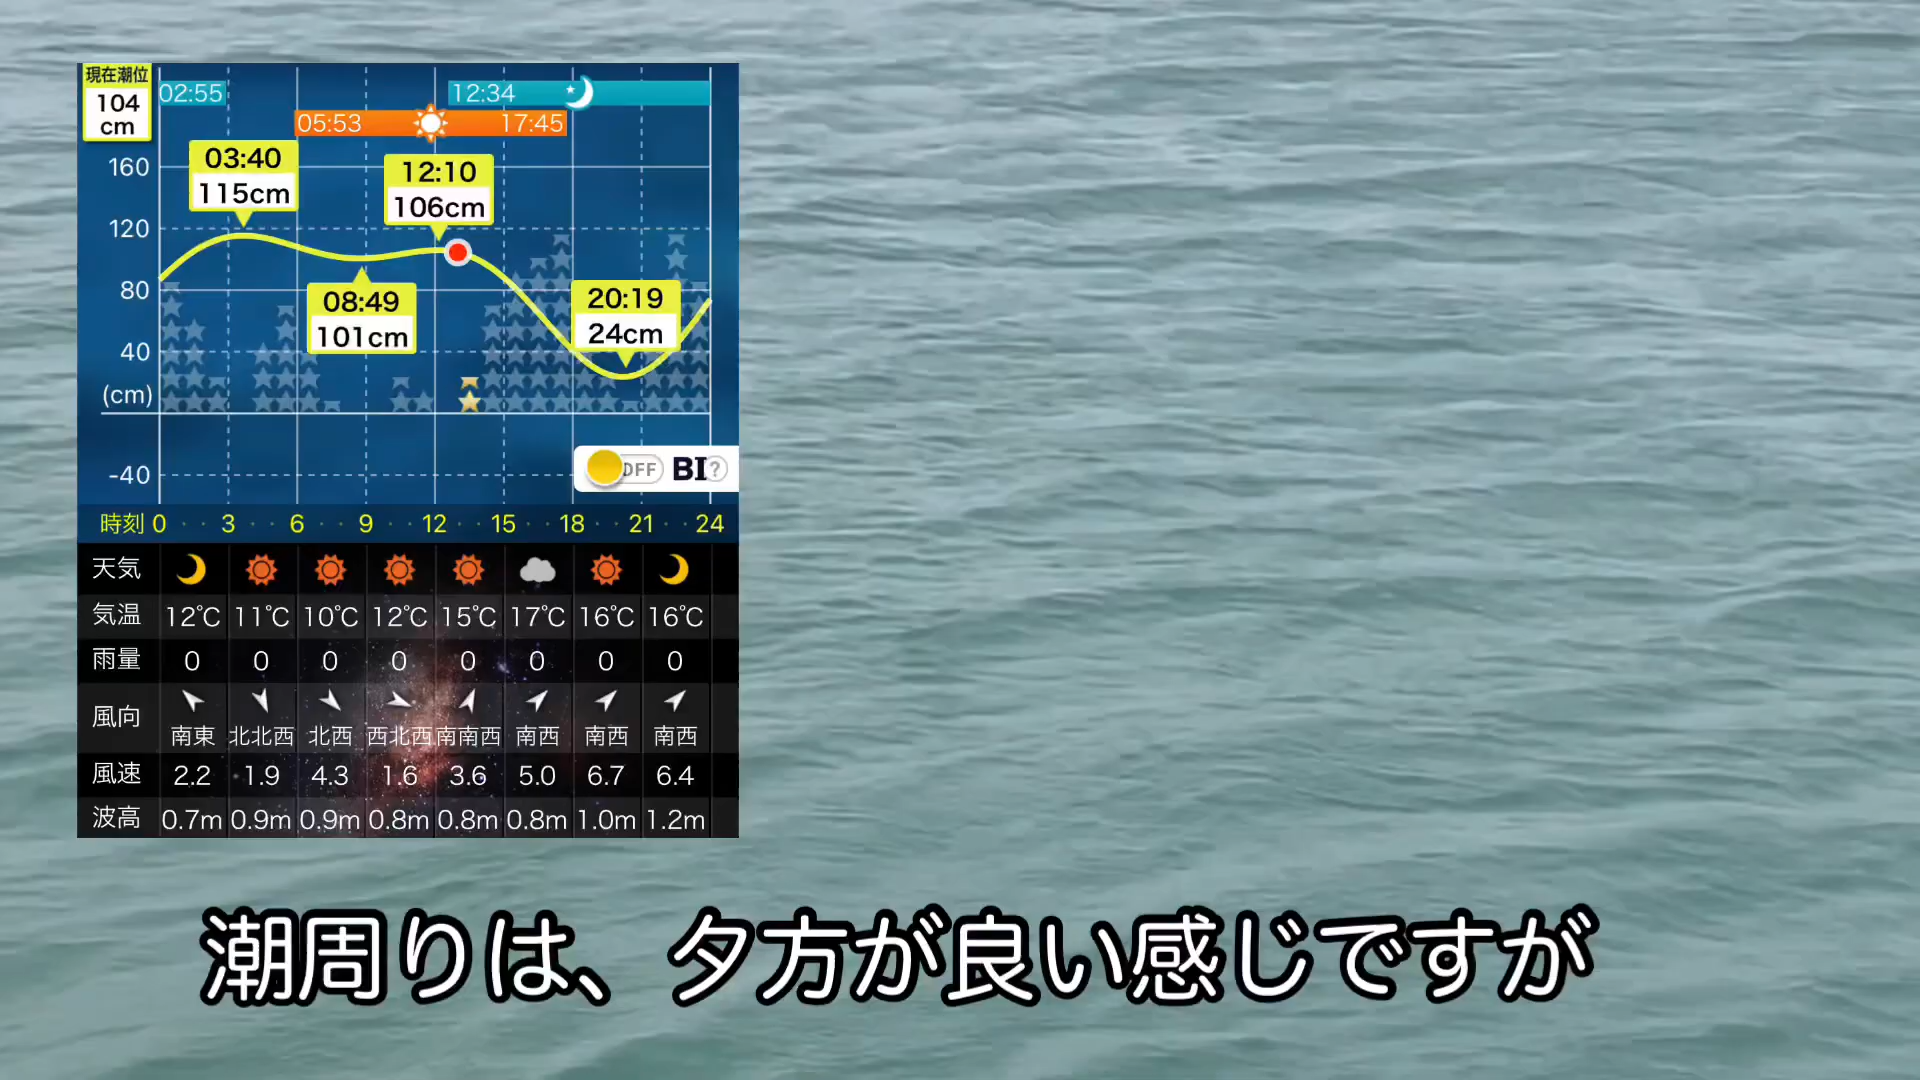 現在潮位
104
cm
02:55
12:34
05:53
17:45
03:40
115cm
12:10
106cm
08:49
101cm
20:19
24cm
160
120
80
40
(cm)
-40
OFF BI ?
時刻 0 3 6 9 12 15 18 21 24
天気
気温 12℃ 11℃ 10℃ 12℃ 15℃ 17℃ 16℃ 16℃
雨量 0 0 0 0 0 0 0 0
風向 南東 北北西 北西 西北西 南南西 南西 南西 南西
風速 2.2 1.9 4.3 1.6 3.6 5.0 6.7 6.4
波高 0.7m 0.9m 0.9m 0.8m 0.8m 0.8m 1.0m 1.2m
潮周りは、夕方が良い感じですが